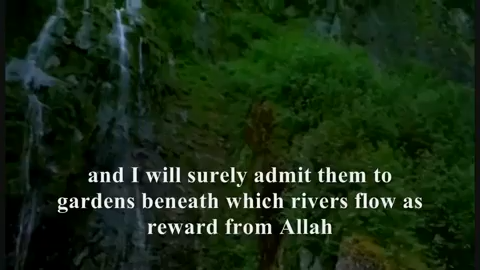 and I will surely admit them to
gardens beneath which rivers flow as
reward from Allah